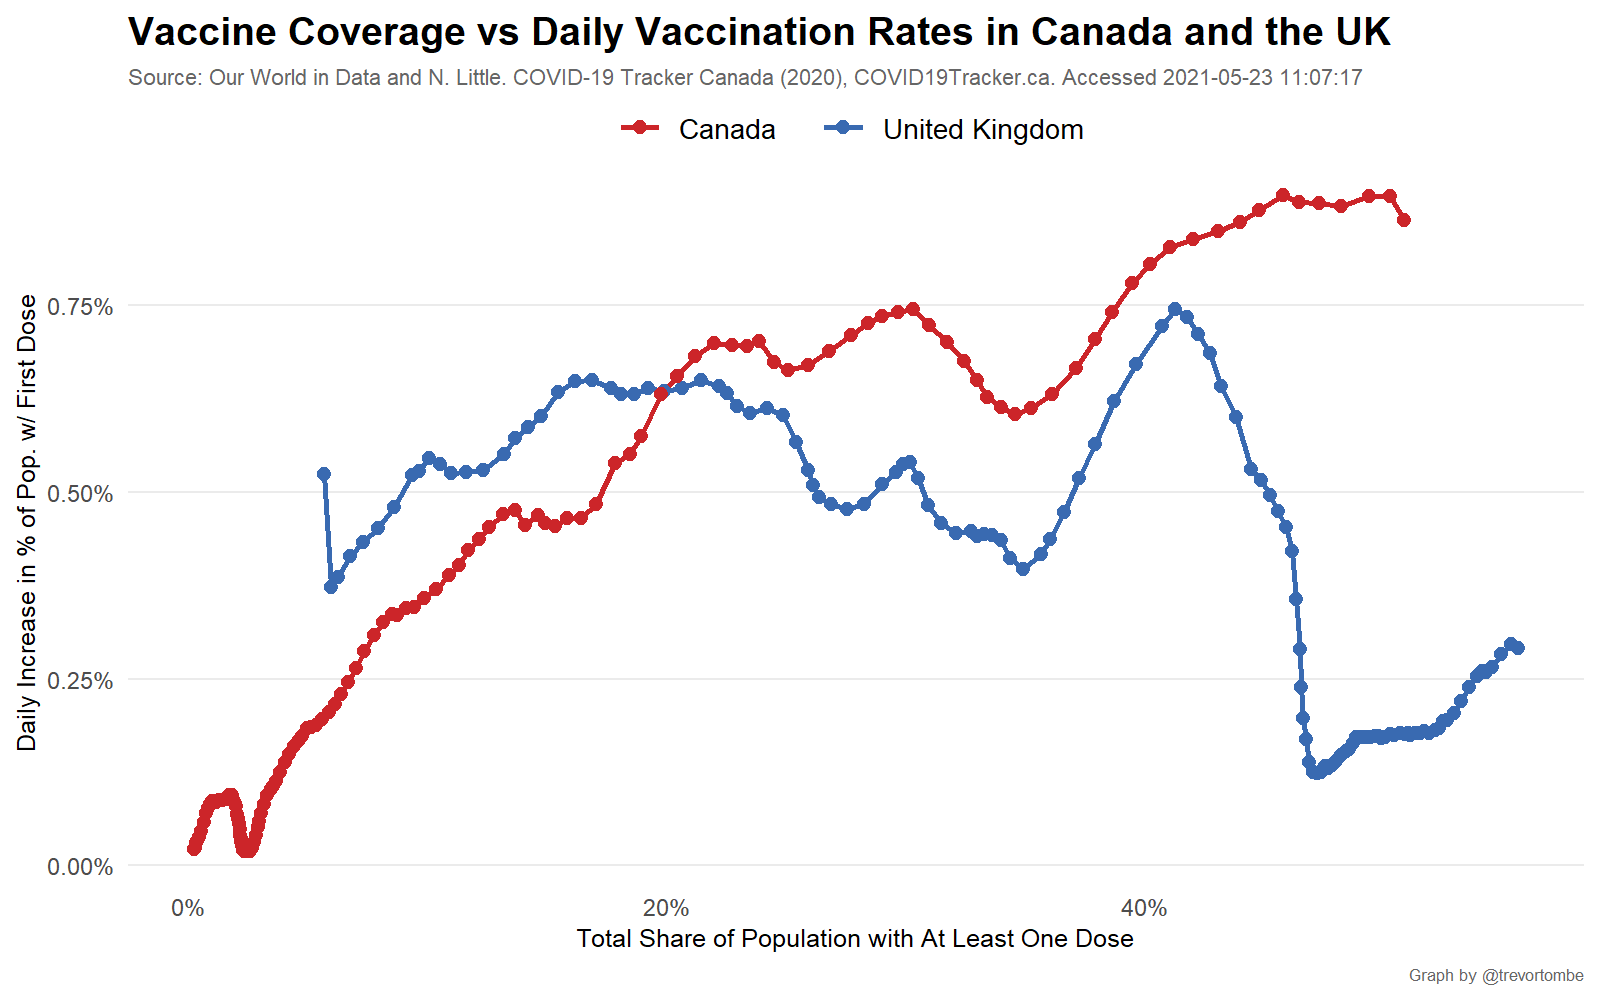 Vaccine Coverage vs Daily Vaccination Rates in Canada and the UK
Source: Our World in Data and N. Little. COVID-19 Tracker Canada (2020), COVID19Tracker.ca. Accessed 2021-05-23 11:07:17
Canada
United Kingdom
Daily Increase in % of Pop. w/ First Dose
0.75%
0.50%
0.25%
0.00%
0%
20%
40%
Total Share of Population with At Least One Dose
Graph by @trevortombe